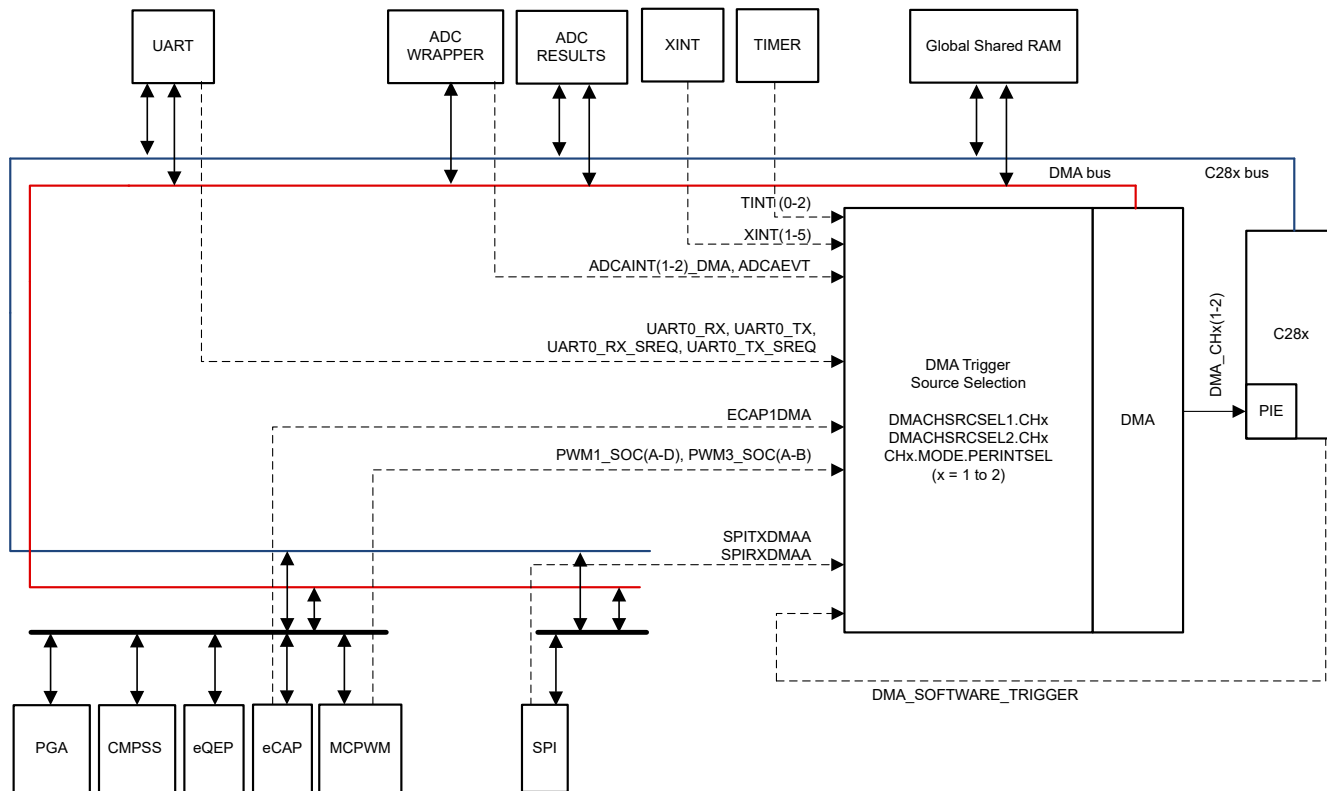 UART
ADC
WRAPPER
ADC
RESULTS
XINT
TIMER
Global Shared RAM
DMA bus
C28x bus
TINT (0-2)
XINT(1-5)
ADCAINT(1-2)_DMA, ADCAEVT
UART0_RX, UART0_TX,
UART0_RX_SREQ, UART0_TX_SREQ
ECAP1DMA
PWM1_SOC(A-D), PWM3_SOC(A-B)
SPITXDMAA
SPIRXDMAA
DMA Trigger
Source Selection
DMACHSRCSEL1.CHx
DMACHSRCSEL2.CHx
CHx.MODE.PERINTSEL
(x = 1 to 2)
DMA
DMA_CHx(1-2)
C28x
PIE
DMA_SOFTWARE_TRIGGER
PGA
CMPSS
eQEP
eCAP
MCPWM
SPI